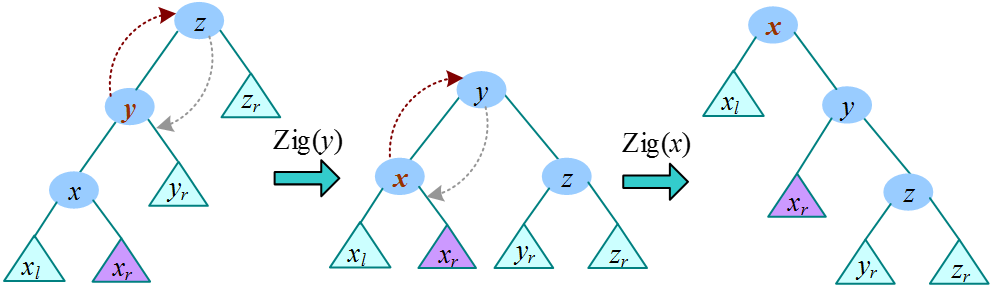 z
y
z_r
x
y_r
x_l
x_r
Zig(y)
y
x
z
x_l
x_r
y_r
z_r
Zig(x)
x
x_l
y
x_r
z
y_r
z_r